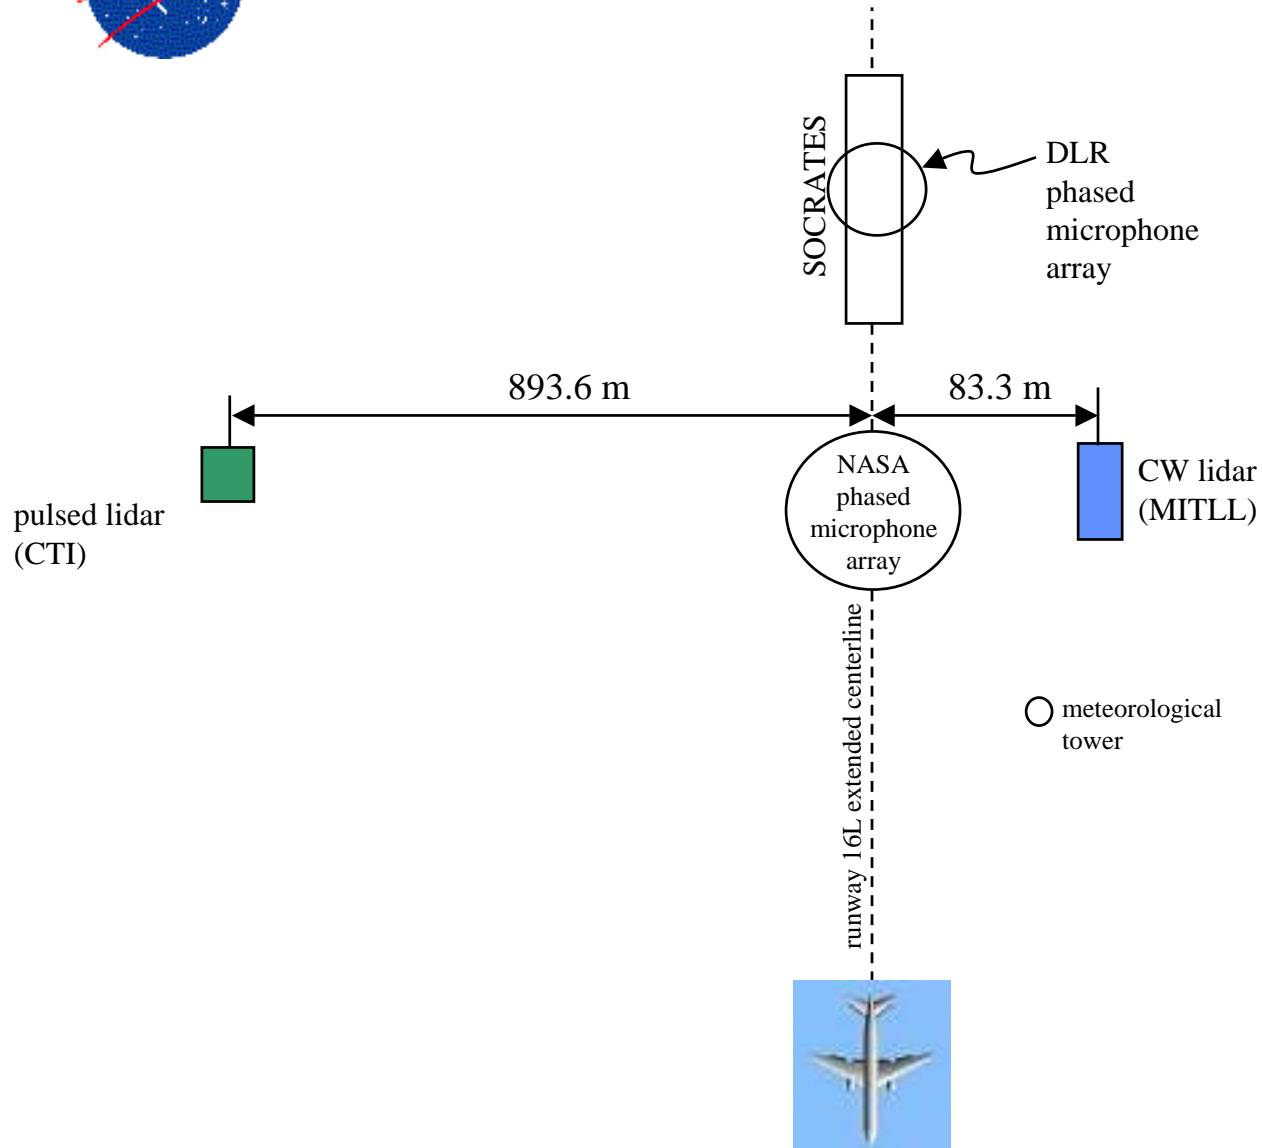 SOCRATES
DLR
phased
microphone
array
893.6 m
83.3 m
NASA
phased
microphone
array
CW lidar
(MITLL)
pulsed lidar
(CTI)
runway 16L extended centerline
meteorological
tower